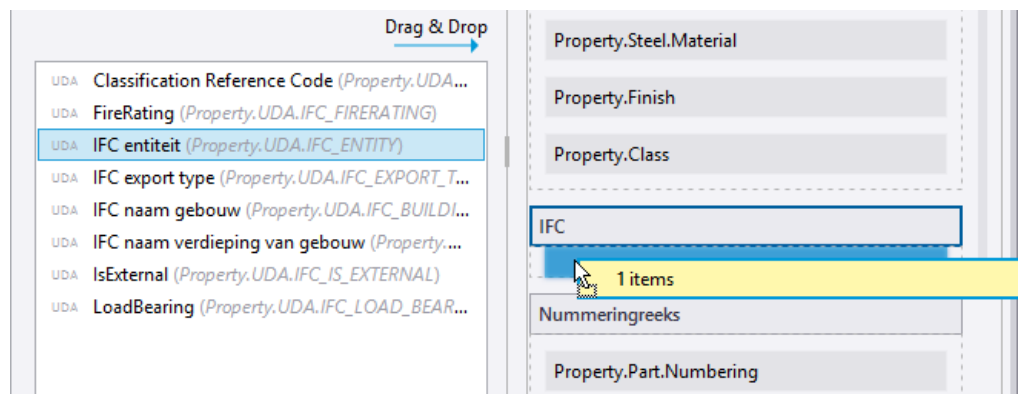 Drag & Drop
UDA Classification Reference Code (Property.UDA...
UDA FireRating (Property.UDA.IFC_FIRERATING)
UDA IFC entiteit (Property.UDA.IFC_ENTITY)
UDA IFC export type (Property.UDA.IFC_EXPORT_T...
UDA IFC naam gebouw (Property.UDA.IFC_BUILDI...
UDA IFC naam verdieping van gebouw (Property....
UDA IsExternal (Property.UDA.IFC_IS_EXTERNAL)
UDA LoadBearing (Property.UDA.IFC_LOAD_BEAR...
Property.Steel.Material
Property.Finish
Property.Class
IFC
1 items
Nummeringreeks
Property.Part.Numbering